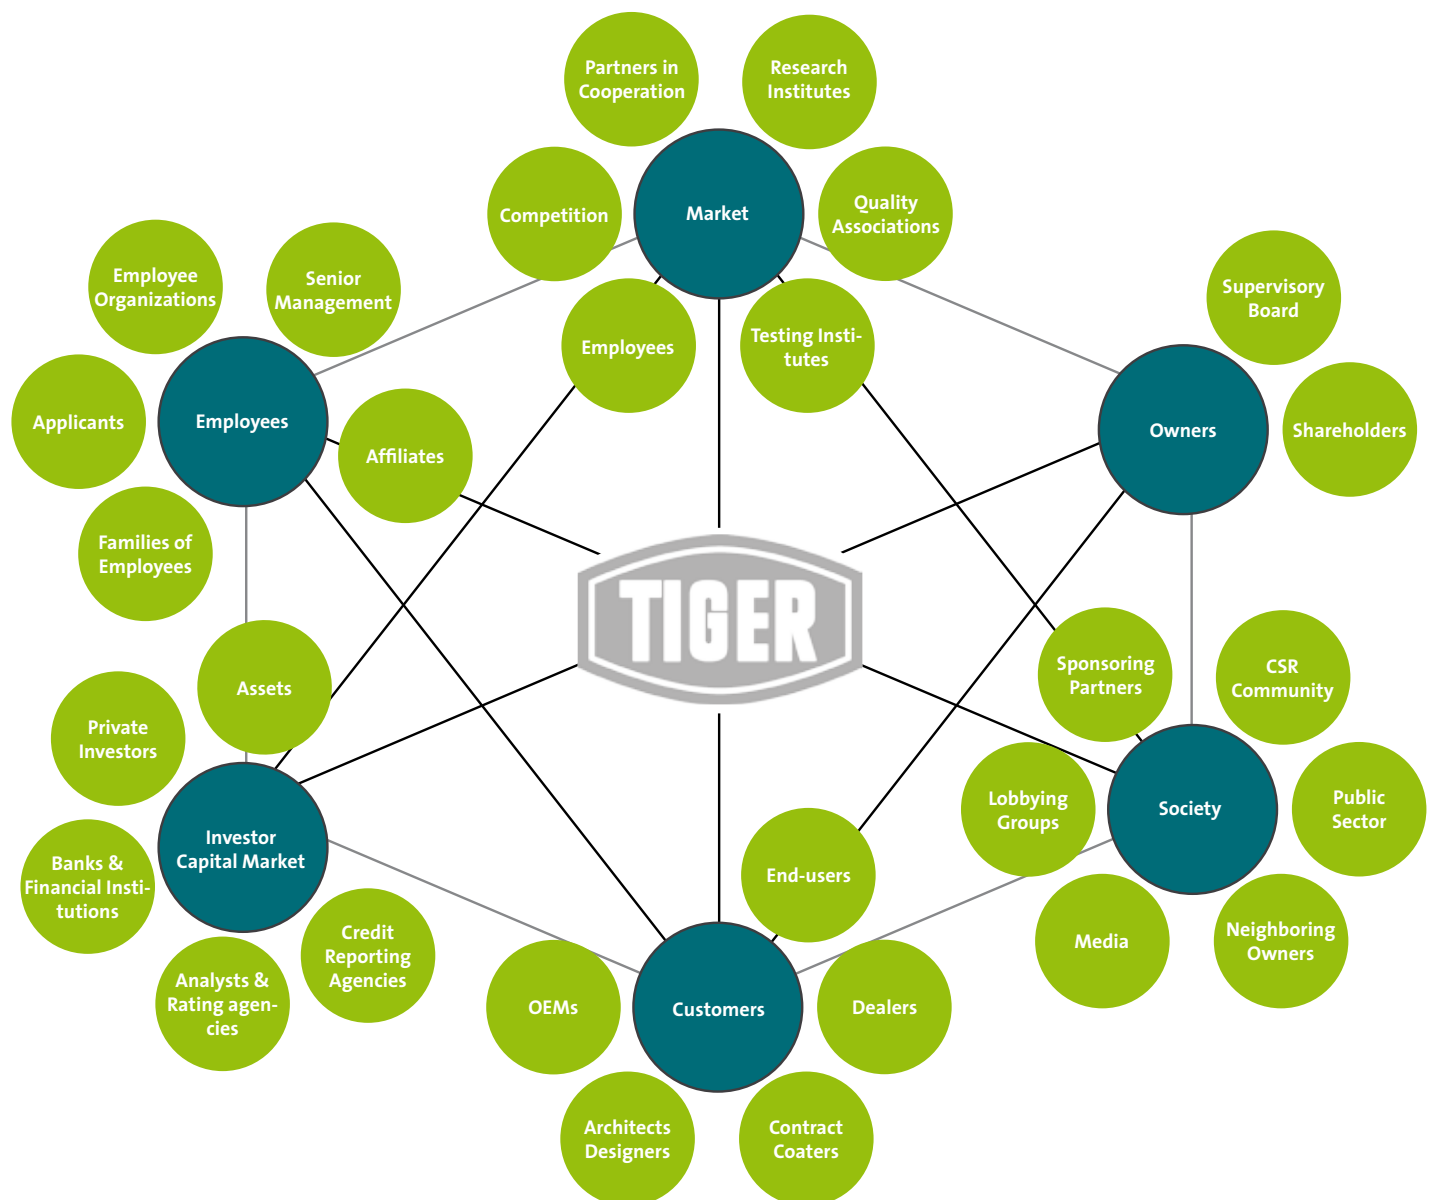 Partners in
Cooperation
Research
Institutes
Competition
Market
Quality
Associations
Employees
Testing Insti-
tutes
Employee
Organizations
Senior
Management
Applicants
Employees
Affiliates
Families of
Employees
Supervisory
Board
Owners
Shareholders
TIGER
Assets
Private
Investors
Investor
Capital Market
Banks &
Financial Insti-
tutions
Analysts &
Rating agen-
cies
Credit
Reporting
Agencies
Sponsoring
Partners
CSR
Community
Lobbying
Groups
Society
Public
Sector
Media
Neighboring
Owners
End-users
OEMs
Customers
Dealers
Architects
Designers
Contract
Coaters